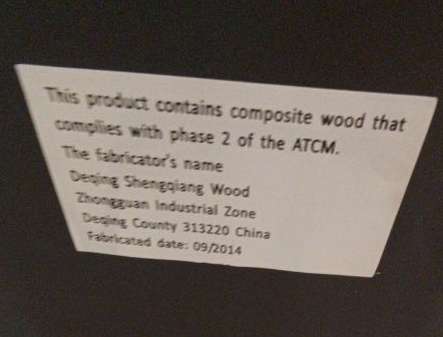 This product contains composite wood that
complies with phase 2 of the ATCM.
The fabricator's name
Deqing Shengqiang Wood
Zhongguan Industrial Zone
Deqing County 313220 China
Fabricated date: 09/2014